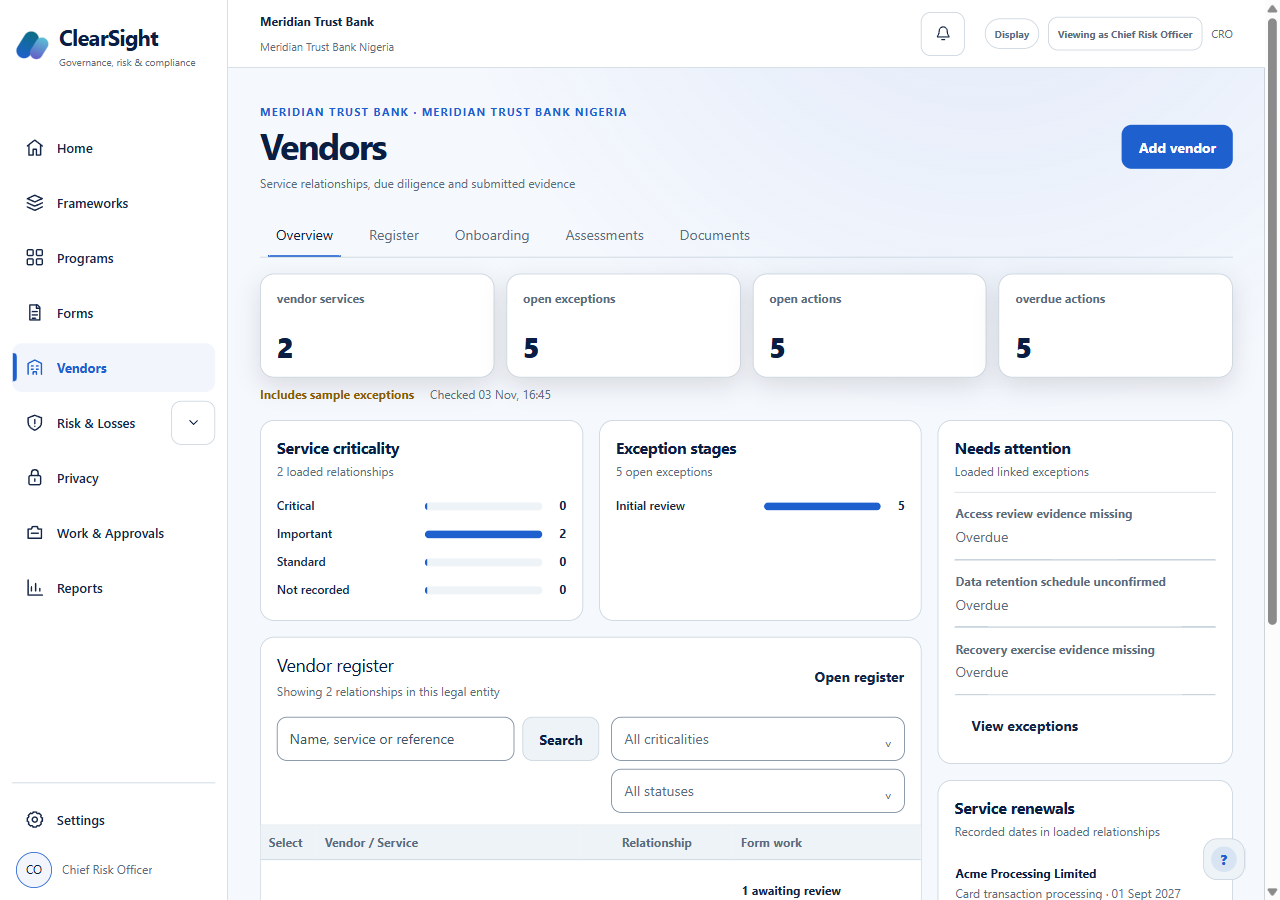 ClearSight
Governance, risk & compliance
Home
Frameworks
Programs
Forms
Vendors
Risk & Losses
Privacy
Work & Approvals
Reports
Settings
CO
Chief Risk Officer
Meridian Trust Bank
Meridian Trust Bank Nigeria
Display
Viewing as Chief Risk Officer
CRO
MERIDIAN TRUST BANK · MERIDIAN TRUST BANK NIGERIA
Vendors
Service relationships, due diligence and submitted evidence
Add vendor
Overview
Register
Onboarding
Assessments
Documents
vendor services
2
open exceptions
5
open actions
5
overdue actions
5
Includes sample exceptions
Checked 03 Nov, 16:45
Service criticality
2 loaded relationships
Critical 0
Important 2
Standard 0
Not recorded 0
Exception stages
5 open exceptions
Initial review 5
Needs attention
Loaded linked exceptions
Access review evidence missing
Overdue
Data retention schedule unconfirmed
Overdue
Recovery exercise evidence missing
Overdue
View exceptions
Vendor register
Showing 2 relationships in this legal entity
Open register
Name, service or reference
Search
All criticalities
All statuses
Select Vendor / Service Relationship Form work
1 awaiting review
Service renewals
Recorded dates in loaded relationships
Acme Processing Limited
Card transaction processing · 01 Sept 2027
?